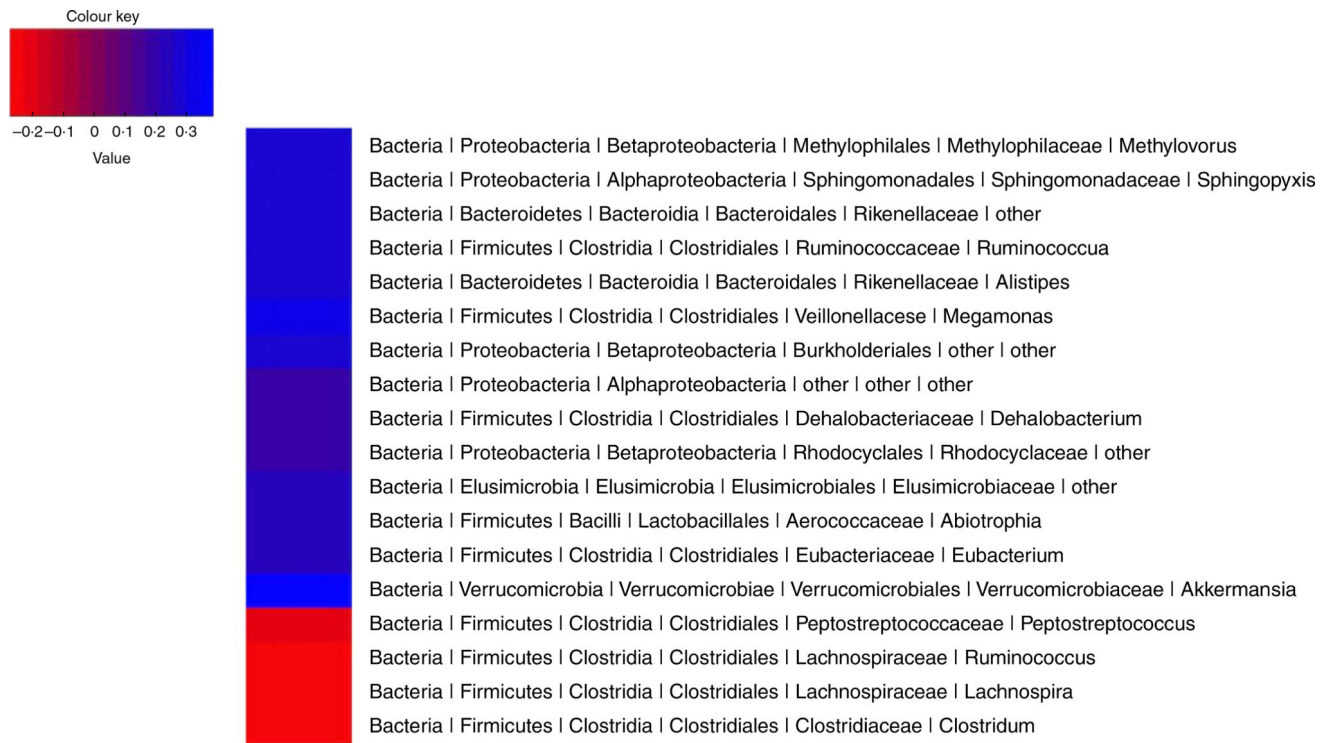 Colour key
−0·2 −0·1 0 0·1 0·2 0·3
Value
Bacteria | Proteobacteria | Betaproteobacteria | Methylophilales | Methylophilaceae | Methylovorus
Bacteria | Proteobacteria | Alphaproteobacteria | Sphingomonadales | Sphingomonadaceae | Sphingopyxis
Bacteria | Bacteroidetes | Bacteroidia | Bacteroidales | Rikenellaceae | other
Bacteria | Firmicutes | Clostridia | Clostridiales | Ruminococcaceae | Ruminococcua
Bacteria | Bacteroidetes | Bacteroidia | Bacteroidales | Rikenellaceae | Alistipes
Bacteria | Firmicutes | Clostridia | Clostridiales | Veillonellacese | Megamonas
Bacteria | Proteobacteria | Betaproteobacteria | Burkholderiales | other | other
Bacteria | Proteobacteria | Alphaproteobacteria | other | other | other
Bacteria | Firmicutes | Clostridia | Clostridiales | Dehalobacteriaceae | Dehalobacterium
Bacteria | Proteobacteria | Betaproteobacteria | Rhodocyclales | Rhodocyclaceae | other
Bacteria | Elusimicrobia | Elusimicrobia | Elusimicrobiales | Elusimicrobiaceae | other
Bacteria | Firmicutes | Bacilli | Lactobacillales | Aerococcaceae | Abiotrophia
Bacteria | Firmicutes | Clostridia | Clostridiales | Eubacteriaceae | Eubacterium
Bacteria | Verrucomicrobia | Verrucomicrobiae | Verrucomicrobiales | Verrucomicrobiaceae | Akkermansia
Bacteria | Firmicutes | Clostridia | Clostridiales | Peptostreptococcaceae | Peptostreptococcus
Bacteria | Firmicutes | Clostridia | Clostridiales | Lachnospiraceae | Ruminococcus
Bacteria | Firmicutes | Clostridia | Clostridiales | Lachnospiraceae | Lachnospira
Bacteria | Firmicutes | Clostridia | Clostridiales | Clostridiaceae | Clostridum